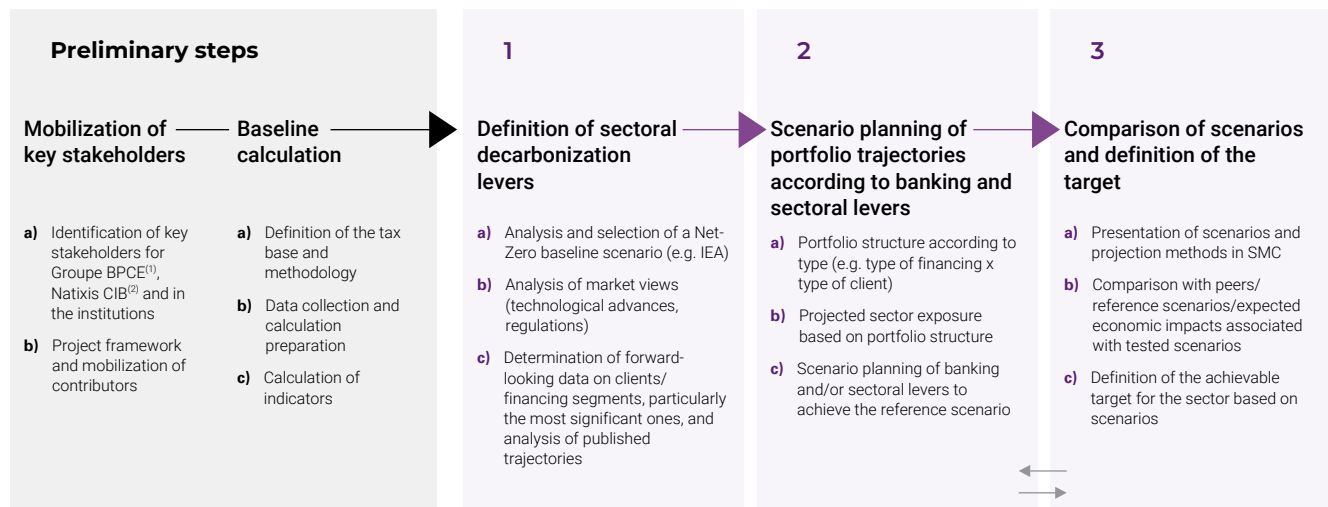 Preliminary steps
Mobilization of
key stakeholders
a) Identification of key
stakeholders for
Groupe BPCE(1),
Natixis CIB(2) and in
the institutions
b) Project framework
and mobilization of
contributors
Baseline
calculation
a) Definition of the tax
base and
methodology
b) Data collection and
calculation
preparation
c) Calculation of
indicators
1
Definition of sectoral
decarbonization
levers
a) Analysis and selection of a Net-
Zero baseline scenario (e.g. IEA)
b) Analysis of market views
(technological advances,
regulations)
c) Determination of forward-
looking data on clients/
financing segments, particularly
the most significant ones, and
analysis of published
trajectories
2
Scenario planning of
portfolio trajectories
according to banking and
sectoral levers
a) Portfolio structure according to
type (e.g. type of financing x
type of client)
b) Projected sector exposure
based on portfolio structure
c) Scenario planning of banking
and/or sectoral levers to
achieve the reference scenario
3
Comparison of scenarios
and definition of the
target
a) Presentation of scenarios and
projection methods in SMC
b) Comparison with peers/
reference scenarios/expected
economic impacts associated
with tested scenarios
c) Definition of the achievable
target for the sector based on
scenarios